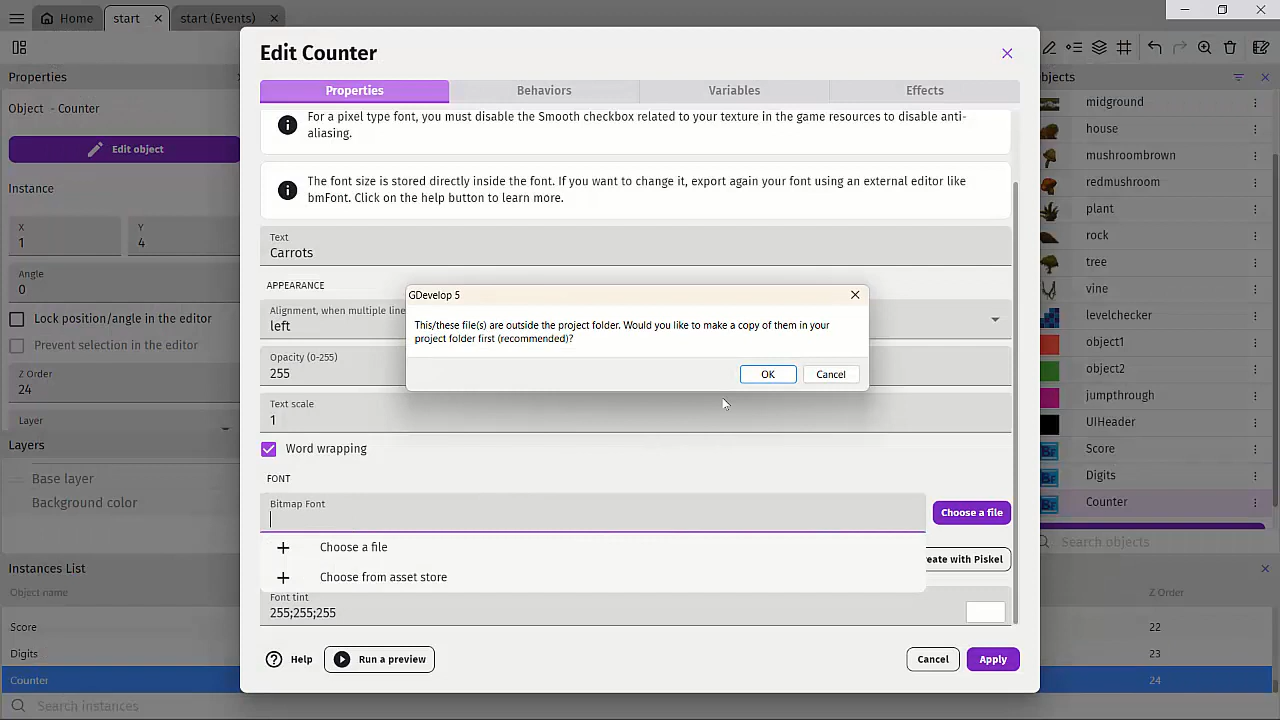 Home
start
start (Events)
Properties
Object - Counter
Edit object
Instance
X
1
Y
4
Angle
0
Lock position/angle in the editor
Prevent selection in the editor
Z Order
24
Layer
Layers
Base layer
Background color
Instances List
Object name
Score
Digits
Counter
Search instances
Edit Counter
Properties
Behaviors
Variables
Effects
For a pixel type font, you must disable the Smooth checkbox related to your texture in the game resources to disable anti-
aliasing.
The font size is stored directly inside the font. If you want to change it, export again your font using an external editor like
bmFont. Click on the help button to learn more.
Text
Carrots
APPEARANCE
Alignment, when multiple line
left
Opacity (0-255)
255
Text scale
1
Word wrapping
FONT
Bitmap Font
Choose a file
Choose a file
Choose from asset store
eate with Piskel
Font tint
255;255;255
Help
Run a preview
Cancel
Apply
GDevelop 5
This/these file(s) are outside the project folder. Would you like to make a copy of them in your
project folder first (recommended)?
OK
Cancel
bjects
midground
house
mushroombrown
redmushroom
plant
rock
tree
vine
levelchecker
object1
object2
jumpthrough
UIHeader
Score
Digits
Counter
Search objects
Z Order
22
23
24